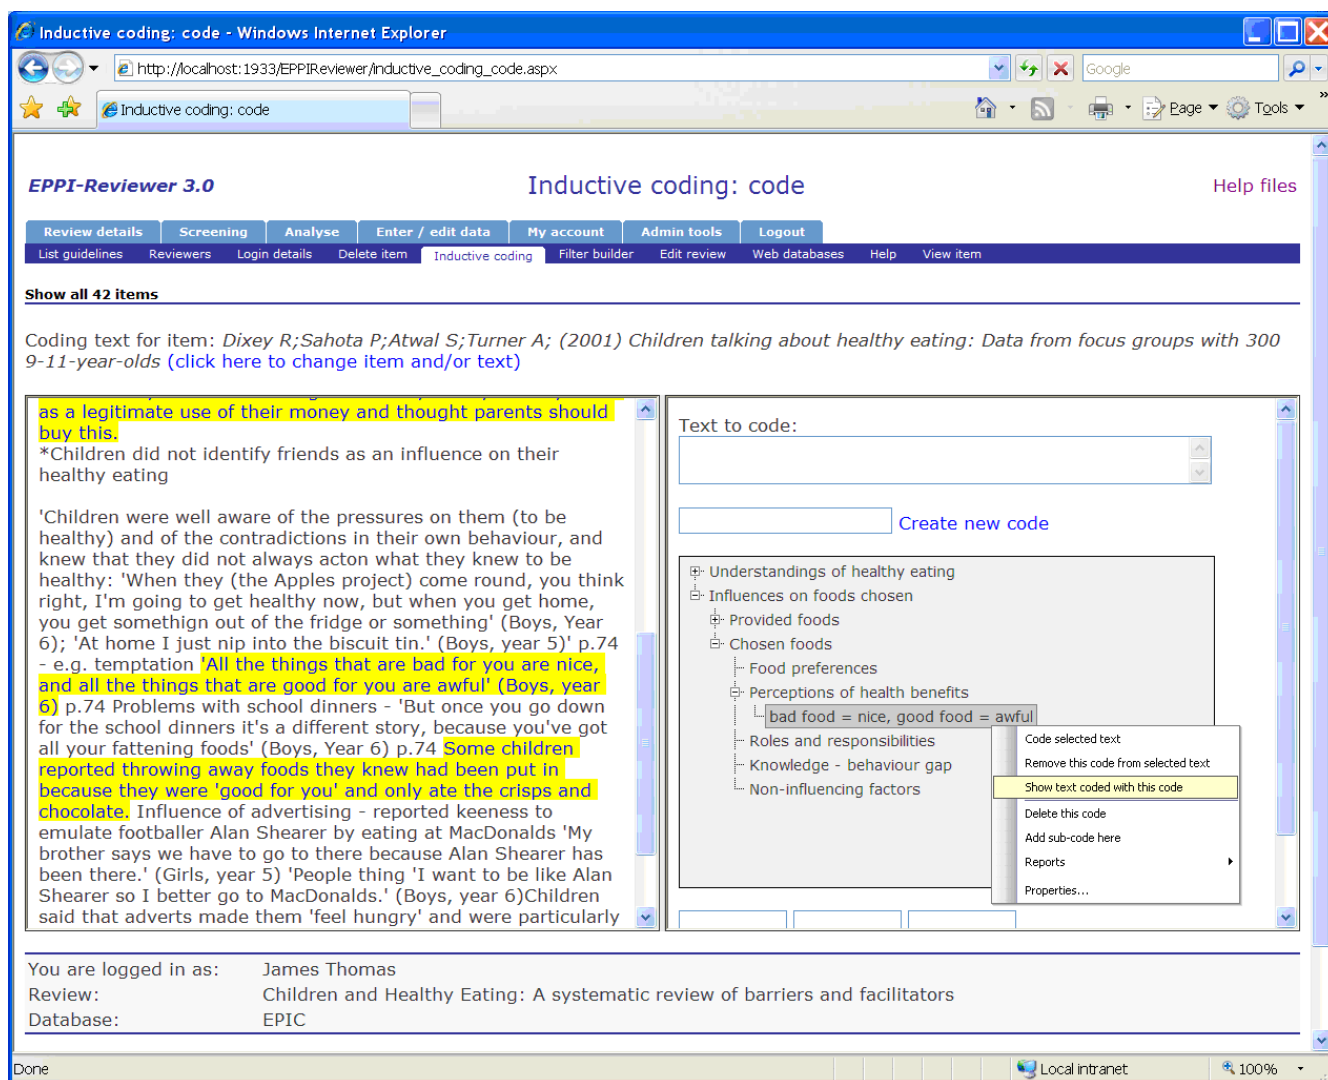 Inductive coding: code - Windows Internet Explorer
http://localhost:1933/EPPIReviewer/inductive_coding_code.aspx
Google
Inductive coding: code
Page
Tools
»
EPPI-Reviewer 3.0
Inductive coding: code
Help files
Review details Screening Analyse Enter / edit data My account Admin tools Logout
List guidelines Reviewers Login details Delete item Inductive coding Filter builder Edit review Web databases Help View item
Show all 42 items
Coding text for item: Dixey R;Sahota P;Atwal S;Turner A; (2001) Children talking about healthy eating: Data from focus groups with 300
9-11-year-olds (click here to change item and/or text)
as a legitimate use of their money and thought parents should
buy this.
*Children did not identify friends as an influence on their
healthy eating
'Children were well aware of the pressures on them (to be
healthy) and of the contradictions in their own behaviour, and
knew that they did not always acton what they knew to be
healthy: 'When they (the Apples project) come round, you think
right, I'm going to get healthy now, but when you get home,
you get somethign out of the fridge or something' (Boys, Year
6); 'At home I just nip into the biscuit tin.' (Boys, year 5)' p.74
- e.g. temptation 'All the things that are bad for you are nice,
and all the things that are good for you are awful' (Boys, year
6) p.74 Problems with school dinners - 'But once you go down
for the school dinners it's a different story, because you've got
all your fattening foods' (Boys, Year 6) p.74 Some children
reported throwing away foods they knew had been put in
because they were 'good for you' and only ate the crisps and
chocolate. Influence of advertising - reported keeness to
emulate footballer Alan Shearer by eating at MacDonalds 'My
brother says we have to go to there because Alan Shearer has
been there.' (Girls, year 5) 'People thing 'I want to be like Alan
Shearer so I better go to MacDonalds.' (Boys, year 6)Children
said that adverts made them 'feel hungry' and were particularly
Text to code:
Create new code
Understandings of healthy eating
Influences on foods chosen
Provided foods
Chosen foods
Food preferences
Perceptions of health benefits
bad food = nice, good food = awful
Roles and responsibilities
Knowledge - behaviour gap
Non-influencing factors
Code selected text
Remove this code from selected text
Show text coded with this code
Delete this code
Add sub-code here
Reports
Properties...
You are logged in as: James Thomas
Review: Children and Healthy Eating: A systematic review of barriers and facilitators
Database: EPIC
Done
Local intranet
100%